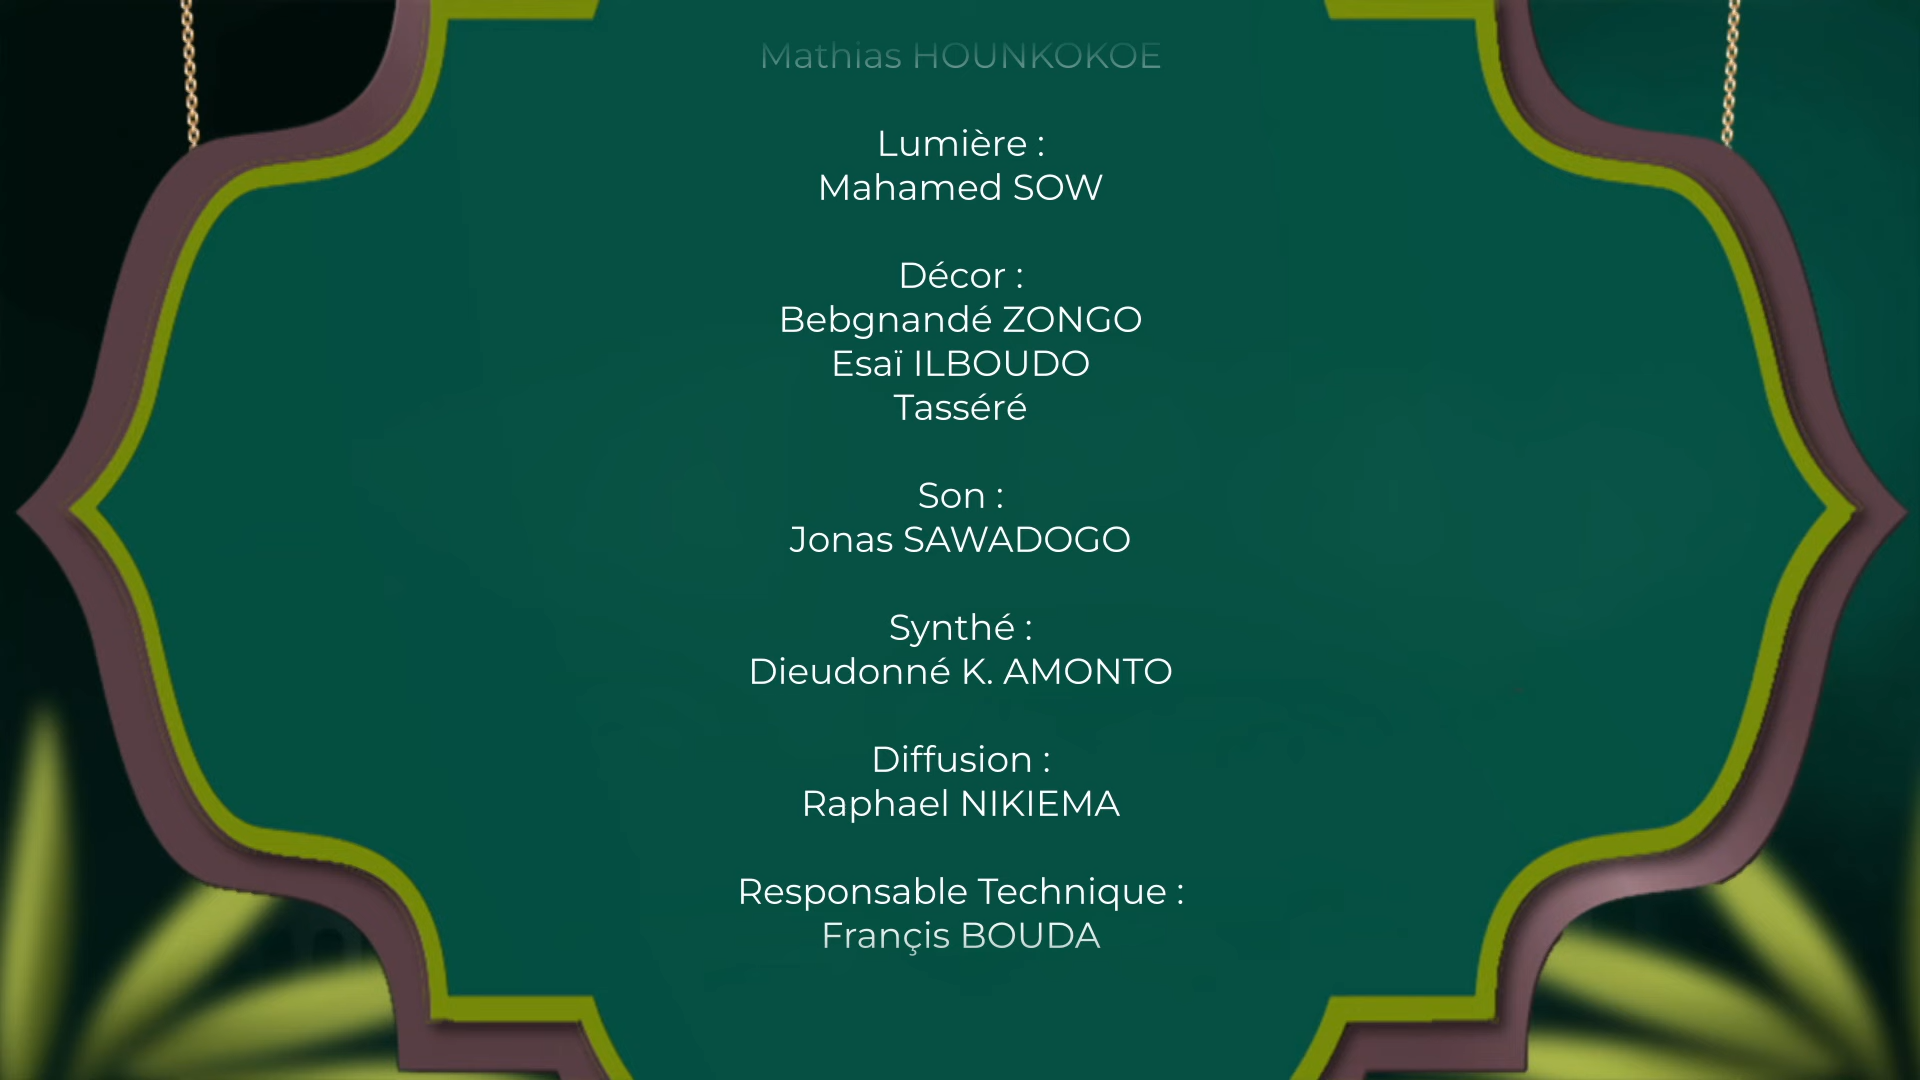 Mathias HOUNKOKOE
Lumière :
Mahamed SOW
Décor :
Bebgnandé ZONGO
Esaï ILBOUDO
Tasséré
Son :
Jonas SAWADOGO
Synthé :
Dieudonné K. AMONTO
Diffusion :
Raphael NIKIEMA
Responsable Technique :
Françis BOUDA